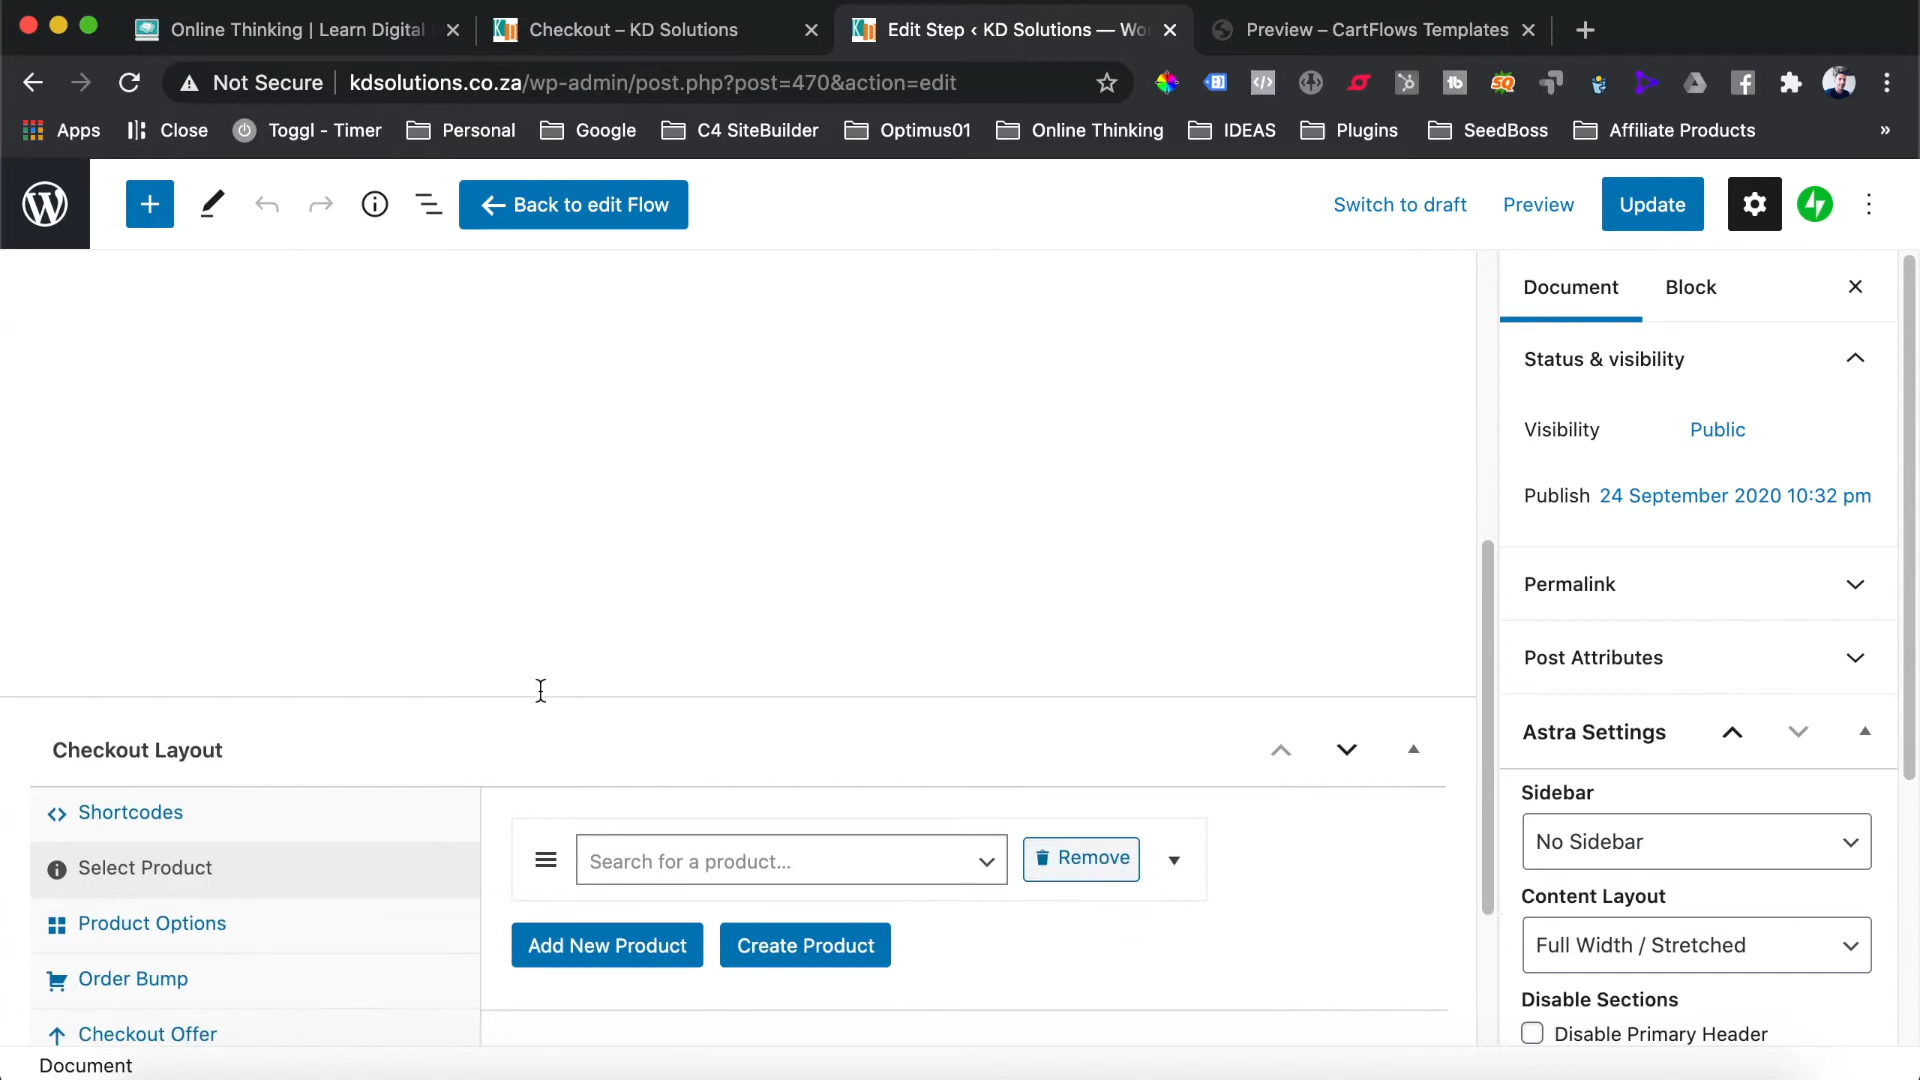 Online Thinking | Learn Digital
Checkout – KD Solutions
Edit Step ‹ KD Solutions — Wo
Preview – CartFlows Templates
Not Secure
kdsolutions.co.za/wp-admin/post.php?post=470&action=edit
Apps
Close
Toggl - Timer
Personal
Google
C4 SiteBuilder
Optimus01
Online Thinking
IDEAS
Plugins
SeedBoss
Affiliate Products
»
Back to edit Flow
Switch to draft
Preview
Update
Document
Block
Status & visibility
Visibility
Public
Publish
24 September 2020 10:32 pm
Permalink
Post Attributes
Astra Settings
Sidebar
No Sidebar
Content Layout
Full Width / Stretched
Disable Sections
Disable Primary Header
Checkout Layout
Shortcodes
Select Product
Product Options
Order Bump
Checkout Offer
Search for a product...
Remove
Add New Product
Create Product
Document